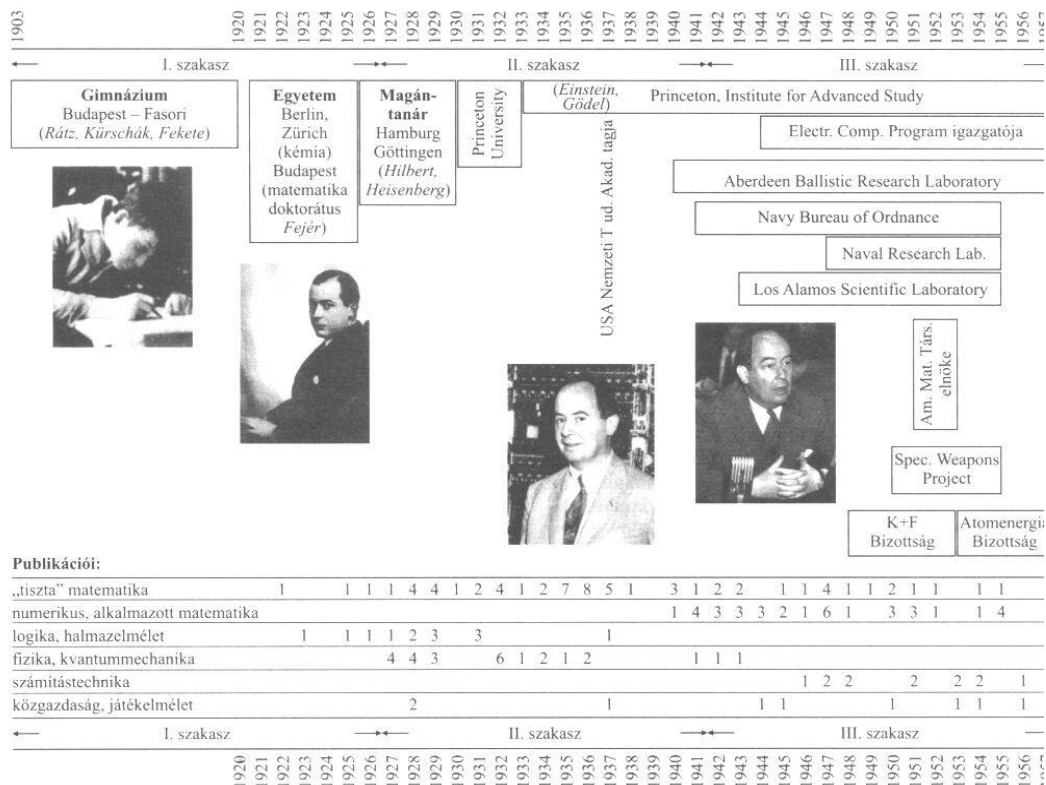 1903 1920 1921 1922 1923 1924 1925 1926 1927 1928 1929 1930 1931 1932 1933 1934 1935 1936 1937 1938 1939 1940 1941 1942 1943 1944 1945 1946 1947 1948 1949 1950 1951 1952 1953 1954 1955 1956 1957
I. szakasz II. szakasz III. szakasz
Gimnázium
Budapest – Fasori
(Rátz, Kürschák, Fekete)
Egyetem
Berlin,
Zürich
(kémia)
Budapest
(matematika
doktorátus
Fejér)
Magán-
tanár
Hamburg
Göttingen
(Hilbert,
Heisenberg)
Princeton
University
(Einstein,
Gödel)
Princeton, Institute for Advanced Study
USA Nemzeti T ud. Akad. tagja
Electr. Comp. Program igazgatója
Aberdeen Ballistic Research Laboratory
Navy Bureau of Ordnance
Naval Research Lab.
Los Alamos Scientific Laboratory
Am. Mat. Társ.
elnöke
Spec. Weapons
Project
K+F
Bizottság
Atomenergia
Bizottság
Publikációi:
„tiszta” matematika 1 1 1 1 4 4 1 2 4 1 2 7 8 5 1 3 1 2 2 1 1 4 1 1 2 1 1 1 1
numerikus, alkalmazott matematika 1 4 3 3 3 2 1 6 1 3 3 1 1 4
logika, halmazelmélet 1 1 1 1 2 3 3 1
fizika, kvantummechanika 4 4 3 6 1 2 1 2 1 1 1
számítástechnika 1 2 2 2 2 2 1
közgazdaság, játékelmélet 2 1 1 1 1 1 1 1
I. szakasz II. szakasz III. szakasz
1920 1921 1922 1923 1924 1925 1926 1927 1928 1929 1930 1931 1932 1933 1934 1935 1936 1937 1938 1939 1940 1941 1942 1943 1944 1945 1946 1947 1948 1949 1950 1951 1952 1953 1954 1955 1956 1957